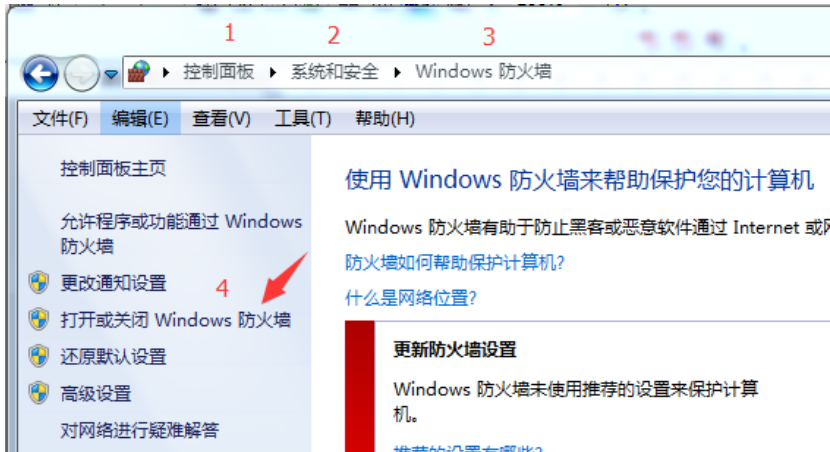 1 2 3
控制面板 系统和安全 Windows 防火墙
文件(F) 编辑(E) 查看(V) 工具(T) 帮助(H)
控制面板主页
允许程序或功能通过 Windows
防火墙
更改通知设置
4
打开或关闭 Windows 防火墙
还原默认设置
高级设置
对网络进行疑难解答
使用 Windows 防火墙来帮助保护您的计算机
Windows 防火墙有助于防止黑客或恶意软件通过 Internet 或
防火墙如何帮助保护计算机?
什么是网络位置?
更新防火墙设置
Windows 防火墙未使用推荐的设置来保护计算
机。
推荐的设置有哪些?